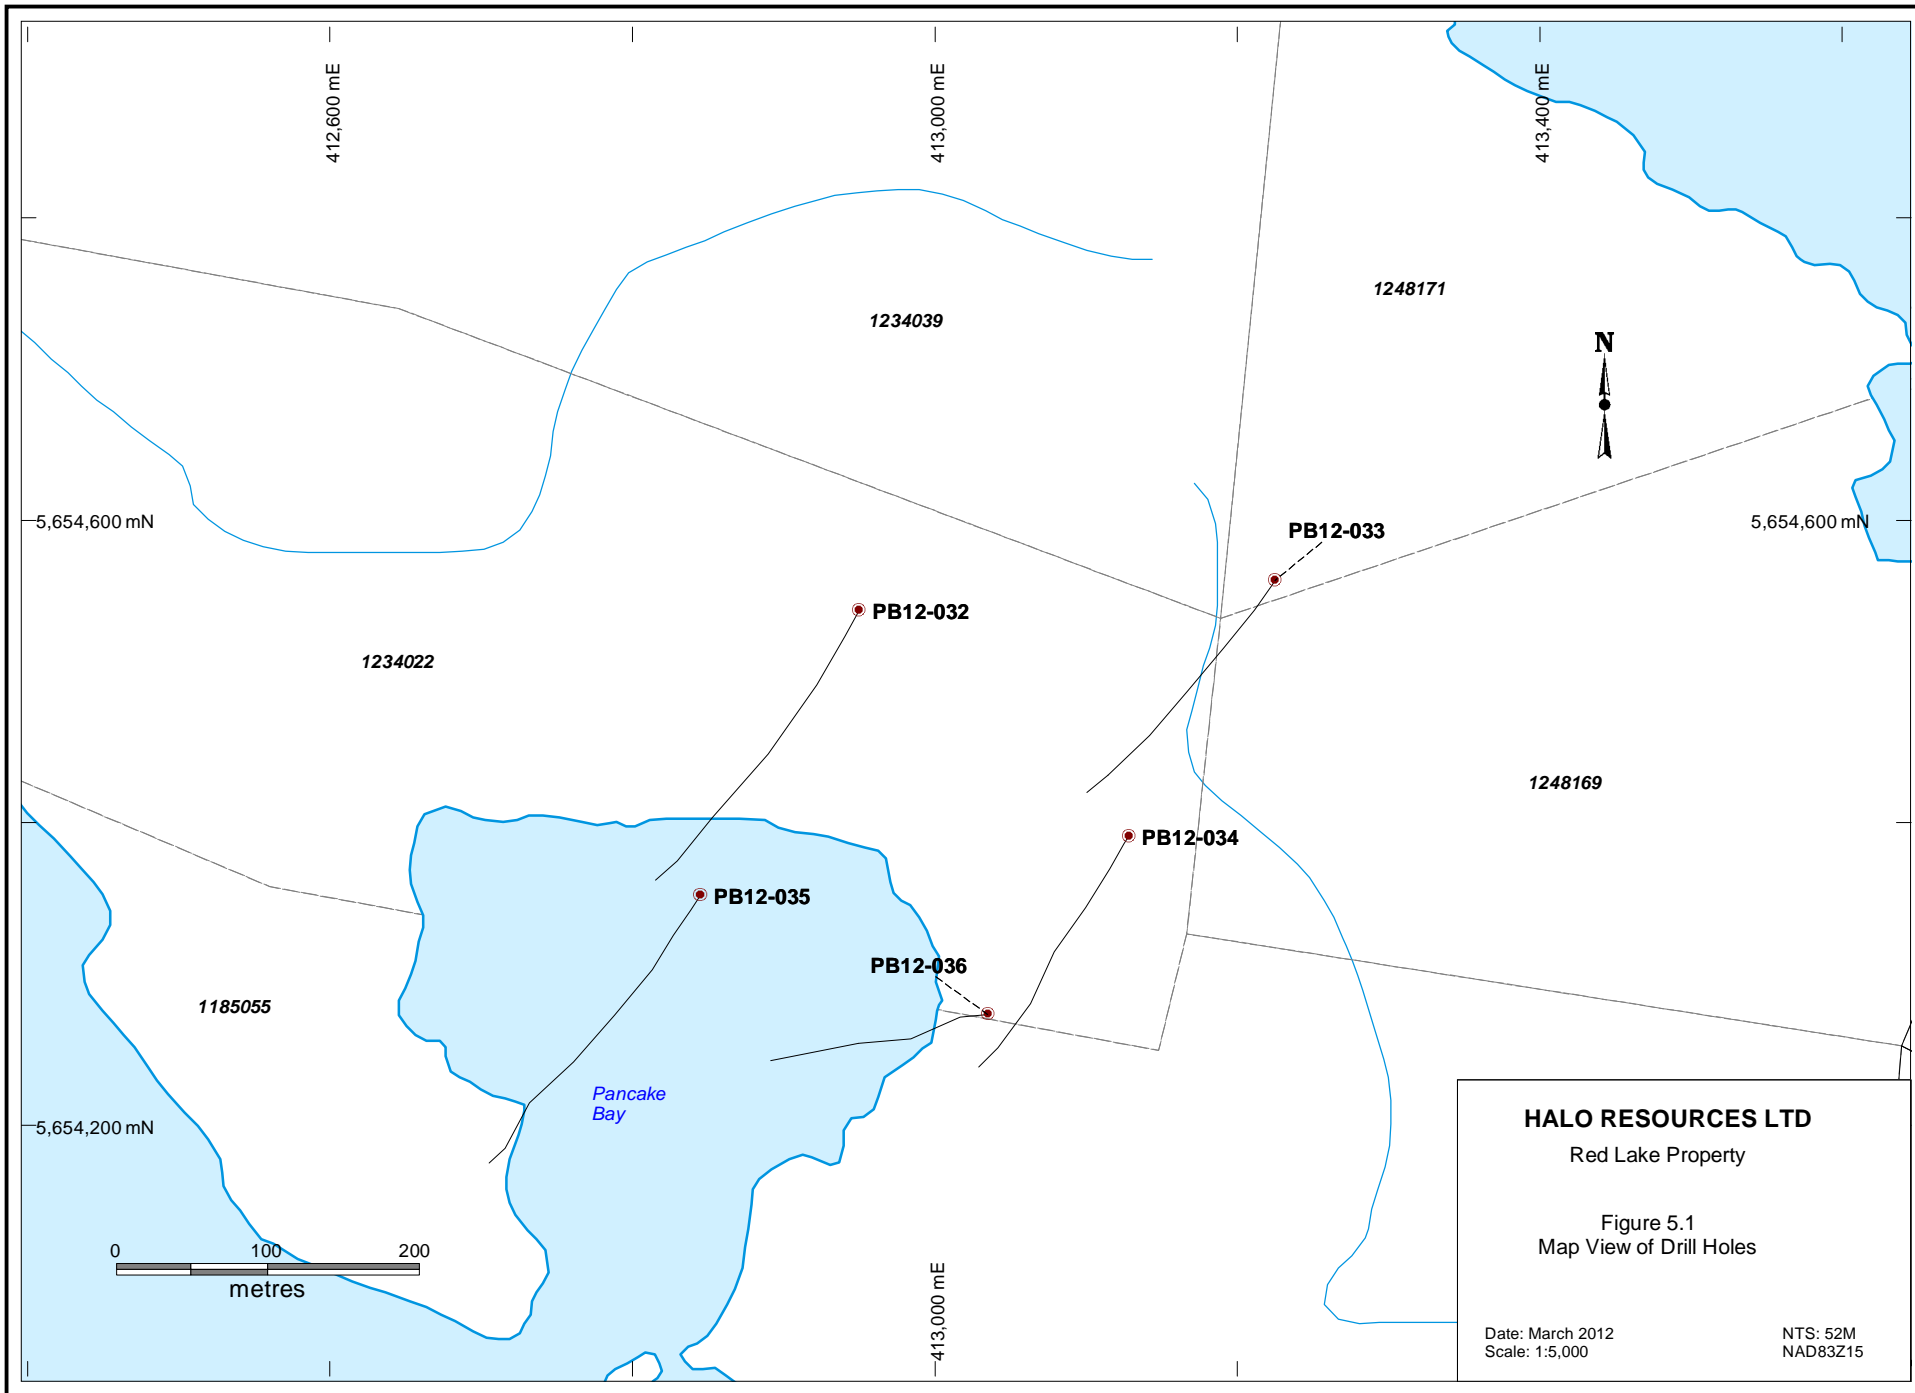 412,600 mE
413,000 mE
413,400 mE
1248171
1234039
N
5,654,600 mN
5,654,600 mN
PB12-033
PB12-032
1234022
1248169
PB12-034
PB12-035
PB12-036
1185055
Pancake
Bay
5,654,200 mN
HALO RESOURCES LTD
Red Lake Property
Figure 5.1
Map View of Drill Holes
Date: March 2012
Scale: 1:5,000
NTS: 52M
NAD83Z15
0 100 200
metres
413,000 mE